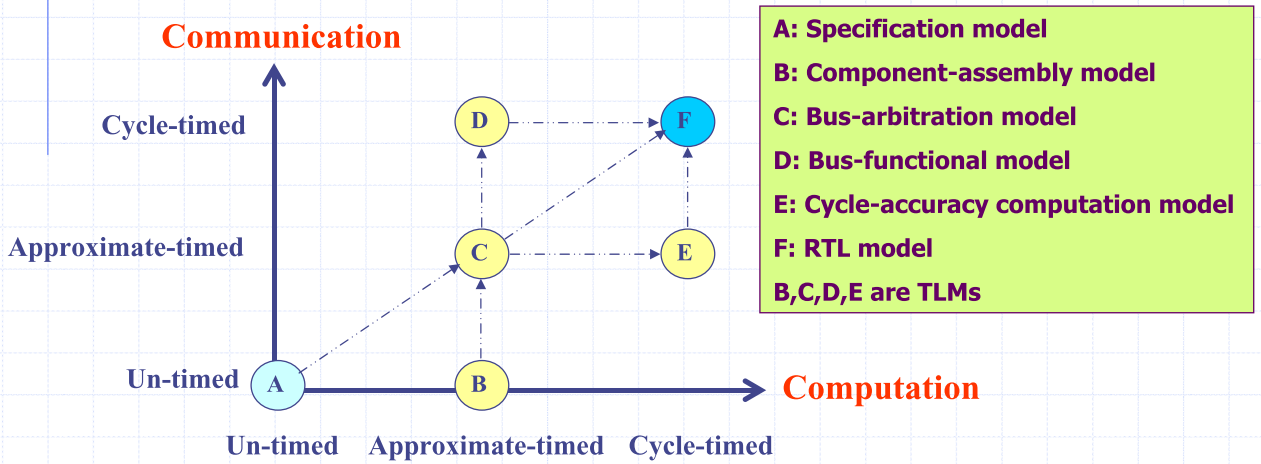 Communication
Cycle-timed
Approximate-timed
Un-timed
D
F
C
E
A
B
Computation
Un-timed
Approximate-timed
Cycle-timed
A: Specification model
B: Component-assembly model
C: Bus-arbitration model
D: Bus-functional model
E: Cycle-accuracy computation model
F: RTL model
B,C,D,E are TLMs